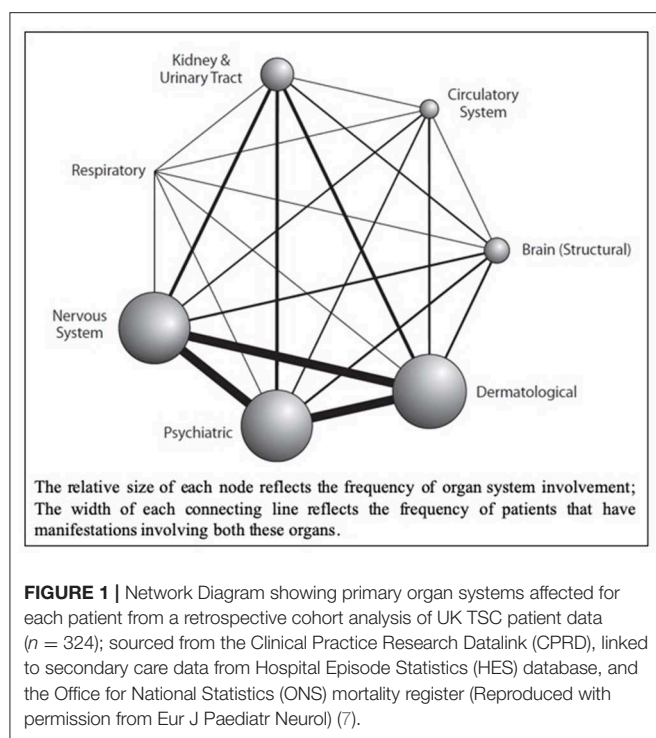 Kidney &
Urinary Tract
Circulatory
System
Respiratory
Brain (Structural)
Nervous
System
Dermatological
Psychiatric
The relative size of each node reflects the frequency of organ system involvement;
The width of each connecting line reflects the frequency of patients that have
manifestations involving both these organs.
FIGURE 1 | Network Diagram showing primary organ systems affected for
each patient from a retrospective cohort analysis of UK TSC patient data
(n = 324); sourced from the Clinical Practice Research Datalink (CPRD), linked
to secondary care data from Hospital Episode Statistics (HES) database, and
the Office for National Statistics (ONS) mortality register (Reproduced with
permission from Eur J Paediatr Neurol) (7).